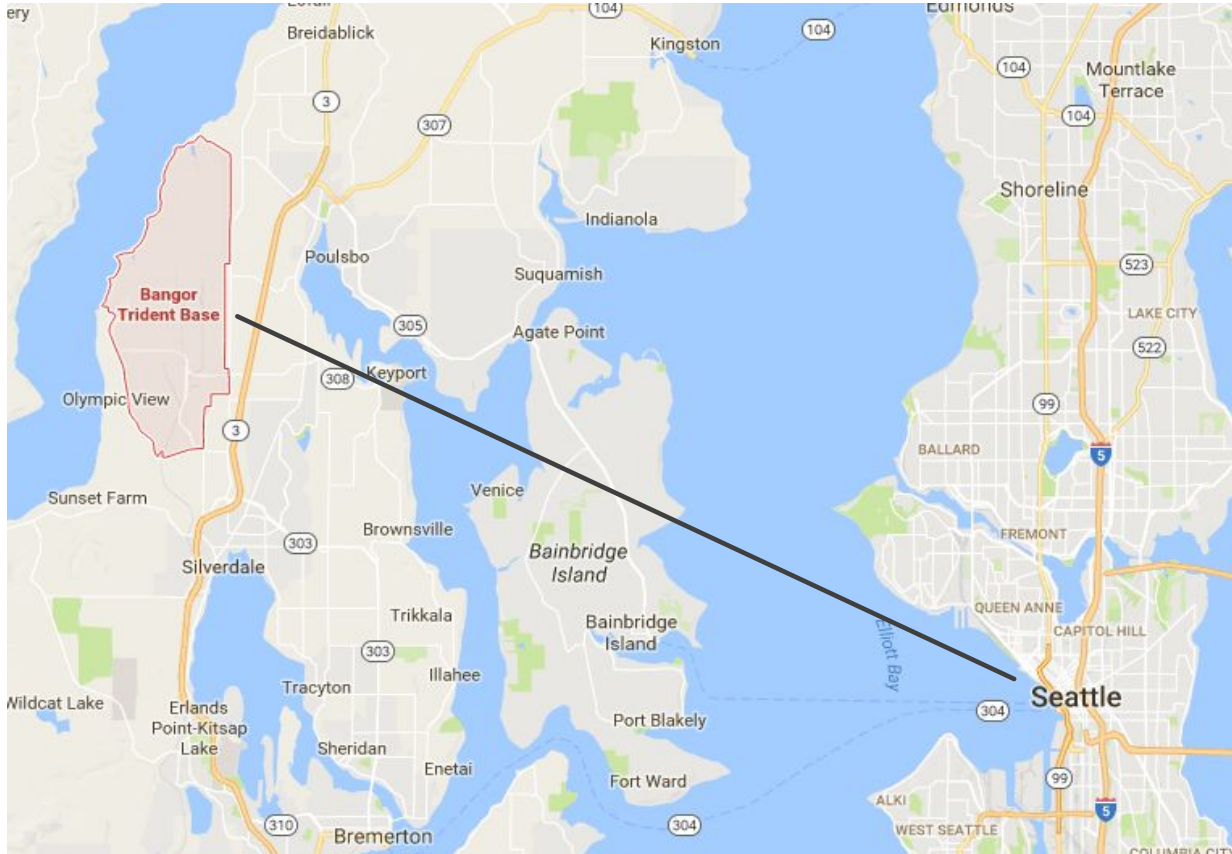 ery
Breidablick
104
Kingston
104
Edmonds
104
Mountlake
Terrace
3
307
104
Shoreline
Indianola
Poulsbo
Suquamish
523
Bangor
Trident Base
305
Agate Point
LAKE CITY
522
308
Keyport
Olympic View
99
3
BALLARD
5
Sunset Farm
Venice
Brownsville
FREMONT
303
Bainbridge
Island
Silverdale
QUEEN ANNE
Trikkala
Bainbridge
Island
Elliott Bay
CAPITOL HILL
303
Illahee
Tracyton
Wildcat Lake
Erlands
Point-Kitsap
Lake
Port Blakely
304
Seattle
Sheridan
Enetai
Fort Ward
99
ALKI
5
310
Bremerton
304
WEST SEATTLE
COLUMBIA CITY